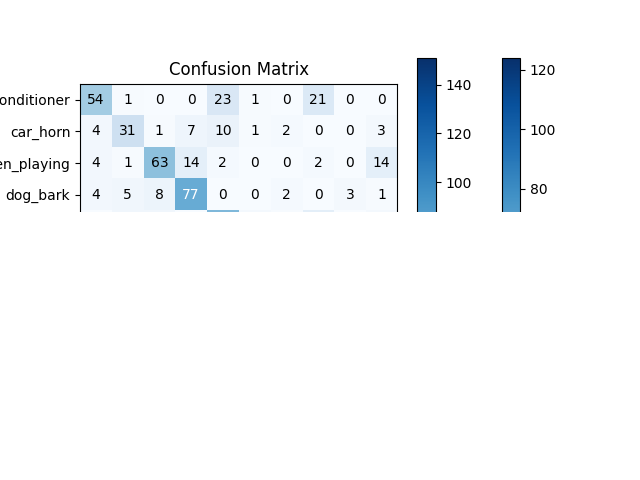 Confusion Matrix
onditioner 54 1 0 0 23 1 0 21 0 0
car_horn 4 31 1 7 10 1 2 0 0 3
en_playing 4 1 63 14 2 0 0 2 0 14
dog_bark 4 5 8 77 0 0 2 0 3 1
140
120
100
120
100
80